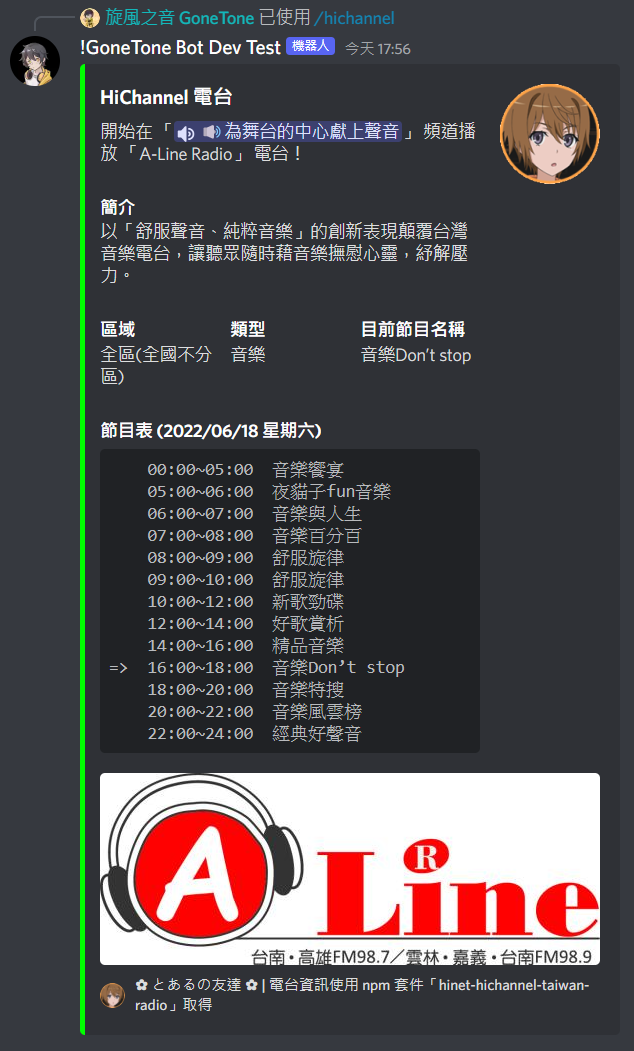 旋風之音 GoneTone 已使用 /hichannel
!GoneTone Bot Dev Test 機器人 今天 17:56
HiChannel 電台
開始在「為舞台的中心獻上聲音」頻道播
放「A-Line Radio」電台！
簡介
以「舒服聲音、純粹音樂」的創新表現顛覆台灣
音樂電台，讓聽眾隨時藉音樂撫慰心靈，紓解壓
力。
區域 類型 目前節目名稱
全區(全國不分 音樂 音樂Don’t stop
區)
節目表 (2022/06/18 星期六)
00:00~05:00 音樂饗宴
05:00~06:00 夜貓子fun音樂
06:00~07:00 音樂與人生
07:00~08:00 音樂百分百
08:00~09:00 舒服旋律
09:00~10:00 舒服旋律
10:00~12:00 新歌勁碟
12:00~14:00 好歌賞析
14:00~16:00 精品音樂
=> 16:00~18:00 音樂Don’t stop
18:00~20:00 音樂特搜
20:00~22:00 音樂風雲榜
22:00~24:00 經典好聲音
A Line R
台南・高雄FM98.7／雲林・嘉義・台南FM98.9
✿ とあるの友達 ✿ | 電台資訊使用 npm 套件「hinet-hichannel-taiwan-
radio」取得